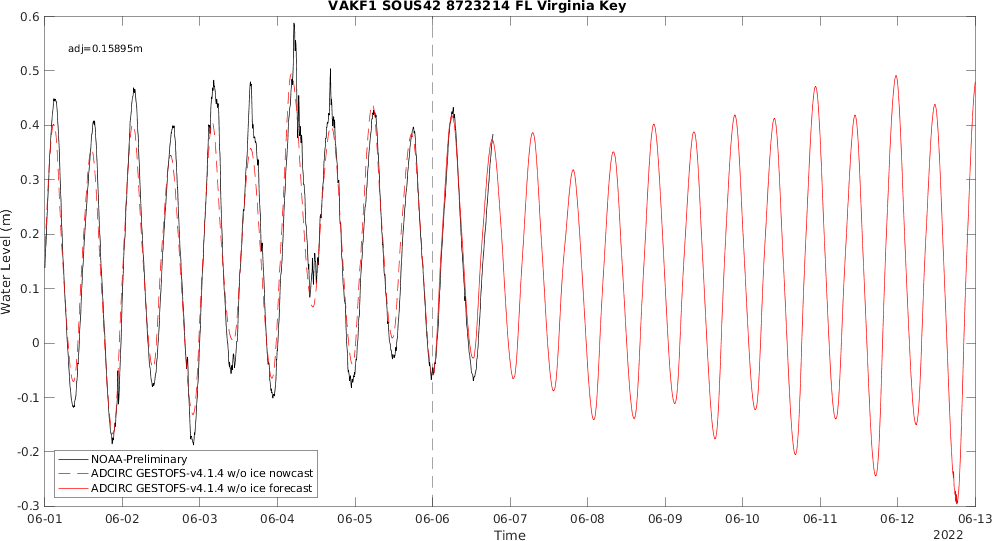 VAKF1 SOUS42 8723214 FL Virginia Key
adj=0.15895m
0.6
0.5
0.4
0.3
0.2
0.1
0
-0.1
-0.2
-0.3
Water Level (m)
NOAA-Preliminary
ADCIRC GESTOFS-v4.1.4 w/o ice nowcast
ADCIRC GESTOFS-v4.1.4 w/o ice forecast
06-01 06-02 06-03 06-04 06-05 06-06 06-07 06-08 06-09 06-10 06-11 06-12 06-13
Time
2022